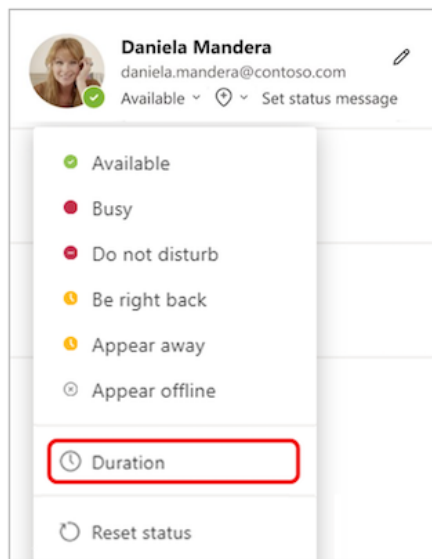 Daniela Mandera
daniela.mandera@contoso.com
Available Set status message
Available
Busy
Do not disturb
Be right back
Appear away
Appear offline
Duration
Reset status